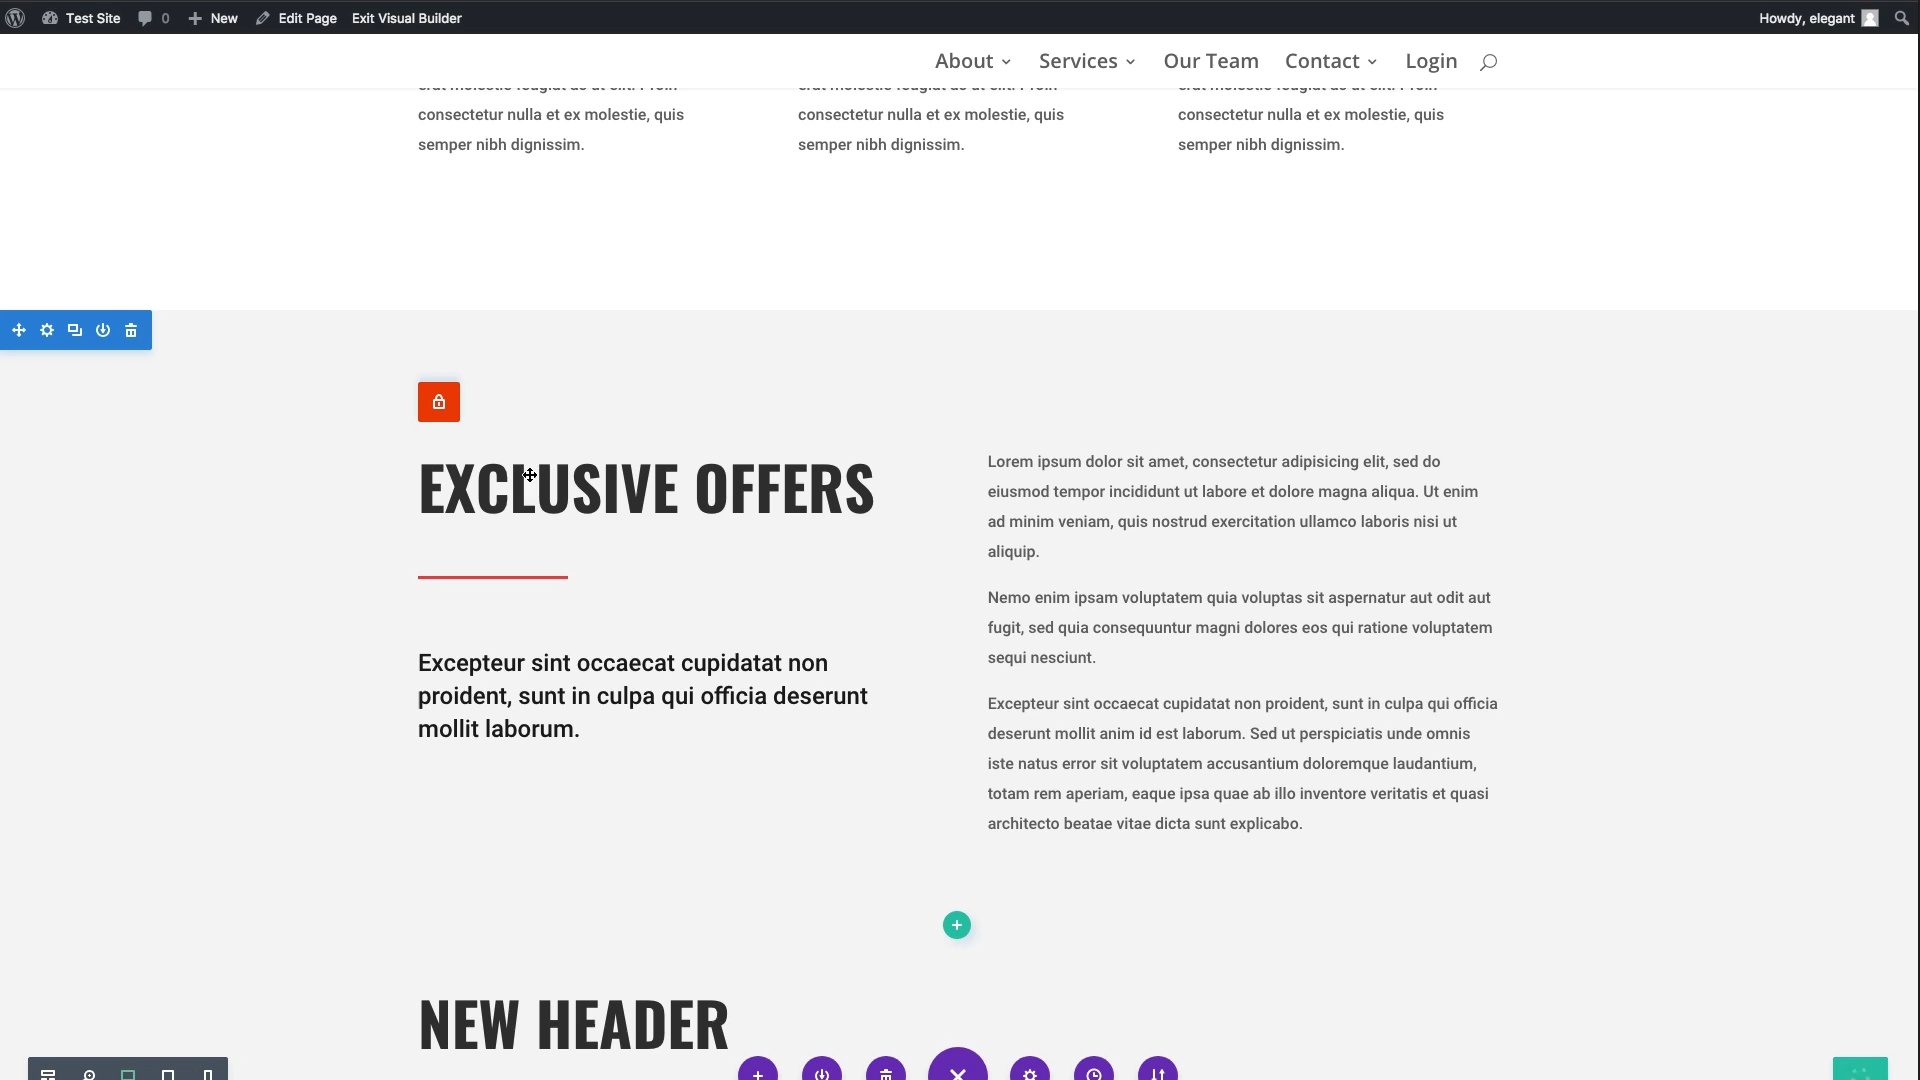 Test Site 0 New Edit Page Exit Visual Builder Howdy, elegant
About Services Our Team Contact Login
consectetur nulla et ex molestie, quis
semper nibh dignissim.
consectetur nulla et ex molestie, quis
semper nibh dignissim.
consectetur nulla et ex molestie, quis
semper nibh dignissim.
EXCLUSIVE OFFERS
Excepteur sint occaecat cupidatat non
proident, sunt in culpa qui officia deserunt
mollit laborum.
Lorem ipsum dolor sit amet, consectetur adipisicing elit, sed do
eiusmod tempor incididunt ut labore et dolore magna aliqua. Ut enim
ad minim veniam, quis nostrud exercitation ullamco laboris nisi ut
aliquip.
Nemo enim ipsam voluptatem quia voluptas sit aspernatur aut odit aut
fugit, sed quia consequuntur magni dolores eos qui ratione voluptatem
sequi nesciunt.
Excepteur sint occaecat cupidatat non proident, sunt in culpa qui officia
deserunt mollit anim id est laborum. Sed ut perspiciatis unde omnis
iste natus error sit voluptatem accusantium doloremque laudantium,
totam rem aperiam, eaque ipsa quae ab illo inventore veritatis et quasi
architecto beatae vitae dicta sunt explicabo.
NEW HEADER